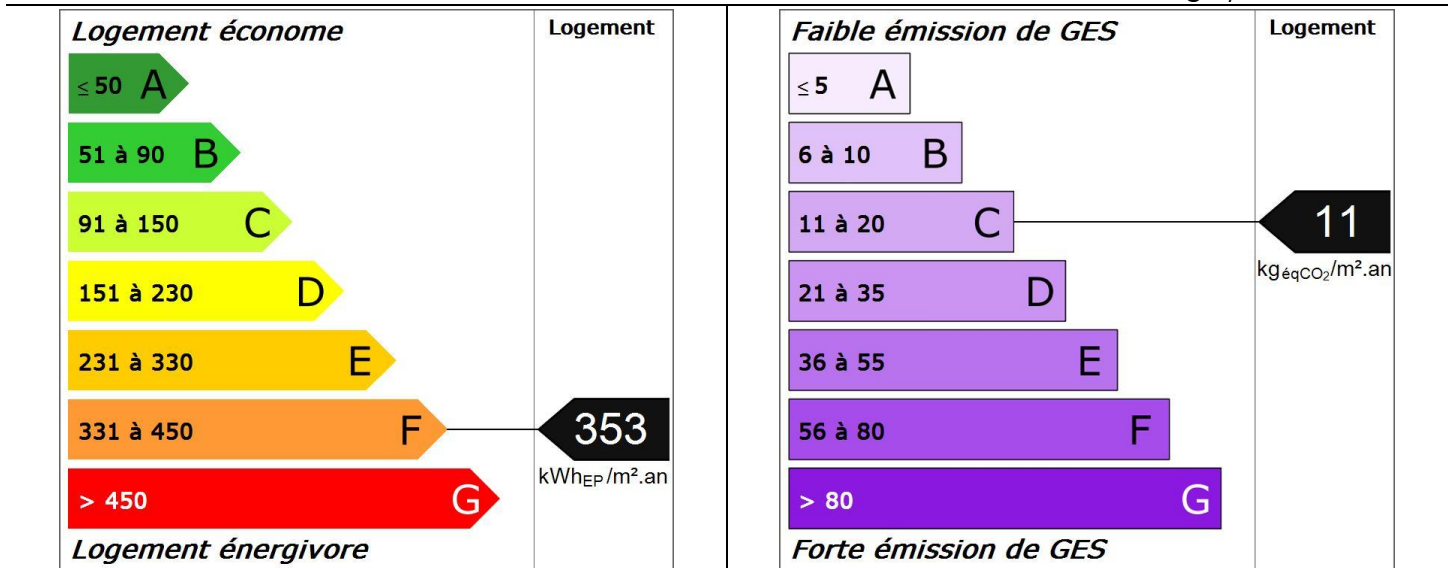 Logement économe Logement
≤ 50 A
51 à 90 B
91 à 150 C
151 à 230 D
231 à 330 E
331 à 450 F 353
kWhEP/m².an
> 450 G
Logement énergivore
Faible émission de GES Logement
≤ 5 A
6 à 10 B
11 à 20 C 11
kgéqCO₂/m².an
21 à 35 D
36 à 55 E
56 à 80 F
> 80 G
Forte émission de GES